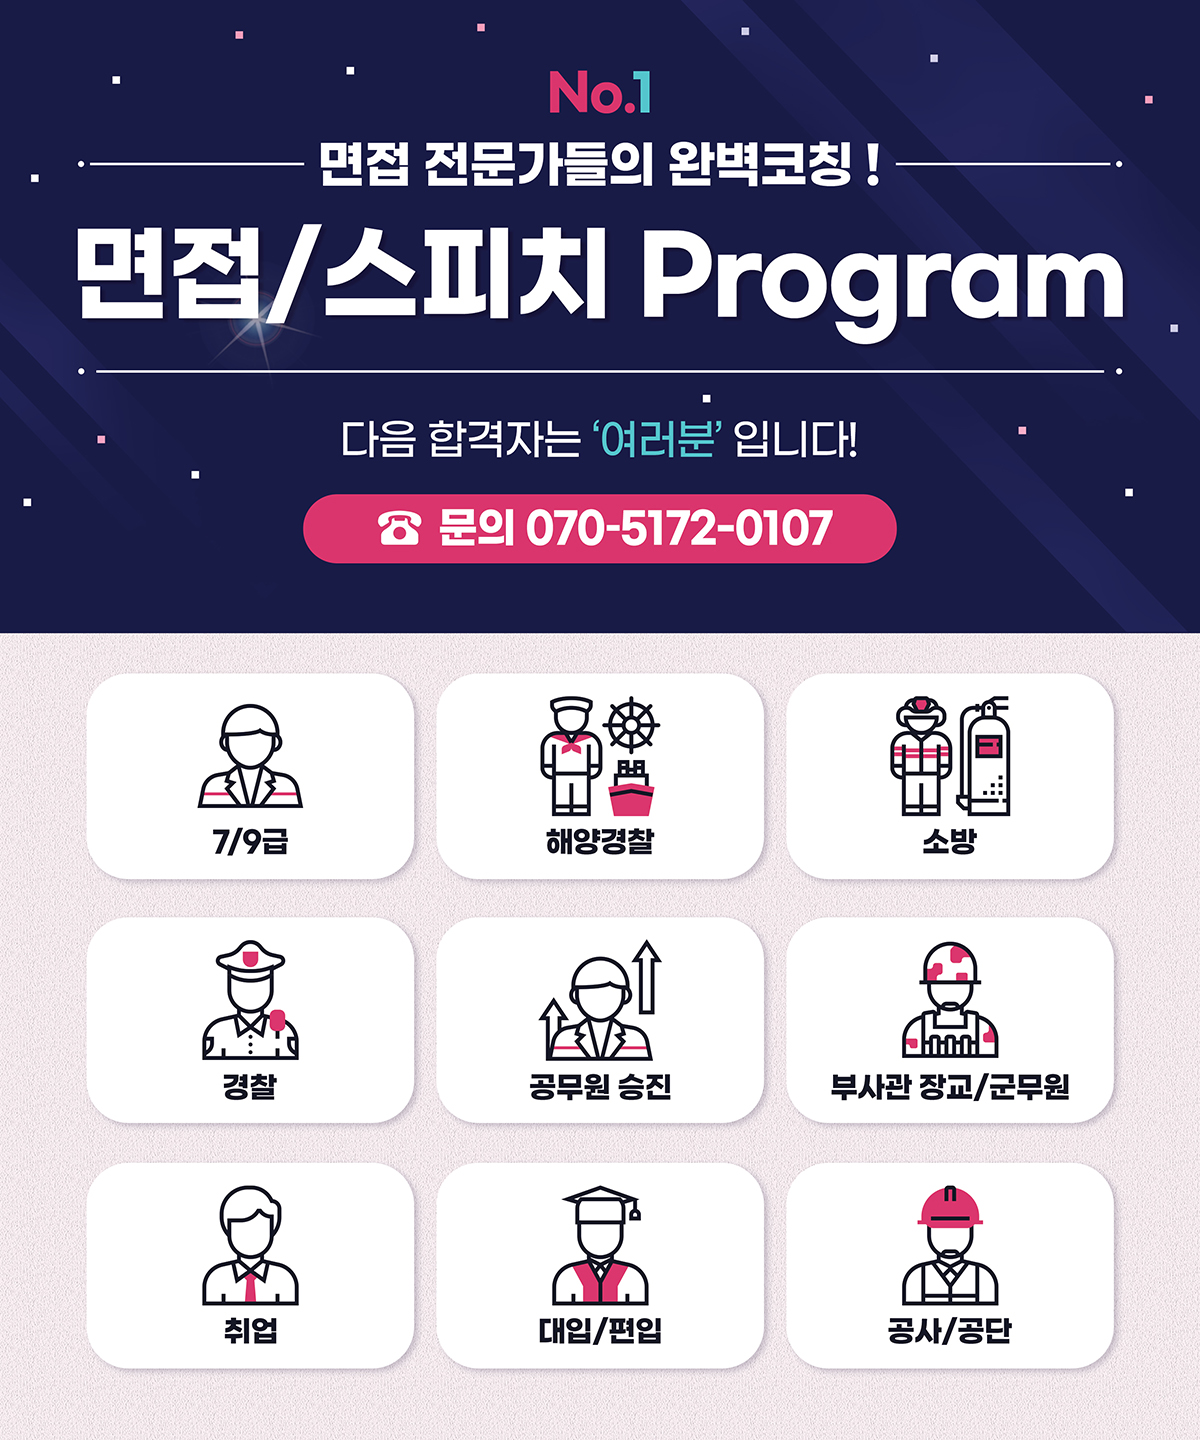 No.1
면접 전문가들의 완벽코칭 !
면접/스피치 Program
다음 합격자는 ‘여러분’ 입니다!
☎ 문의 070-5172-0107
7/9급
해양경찰
소방
경찰
공무원 승진
부사관 장교/군무원
취업
대입/편입
공사/공단